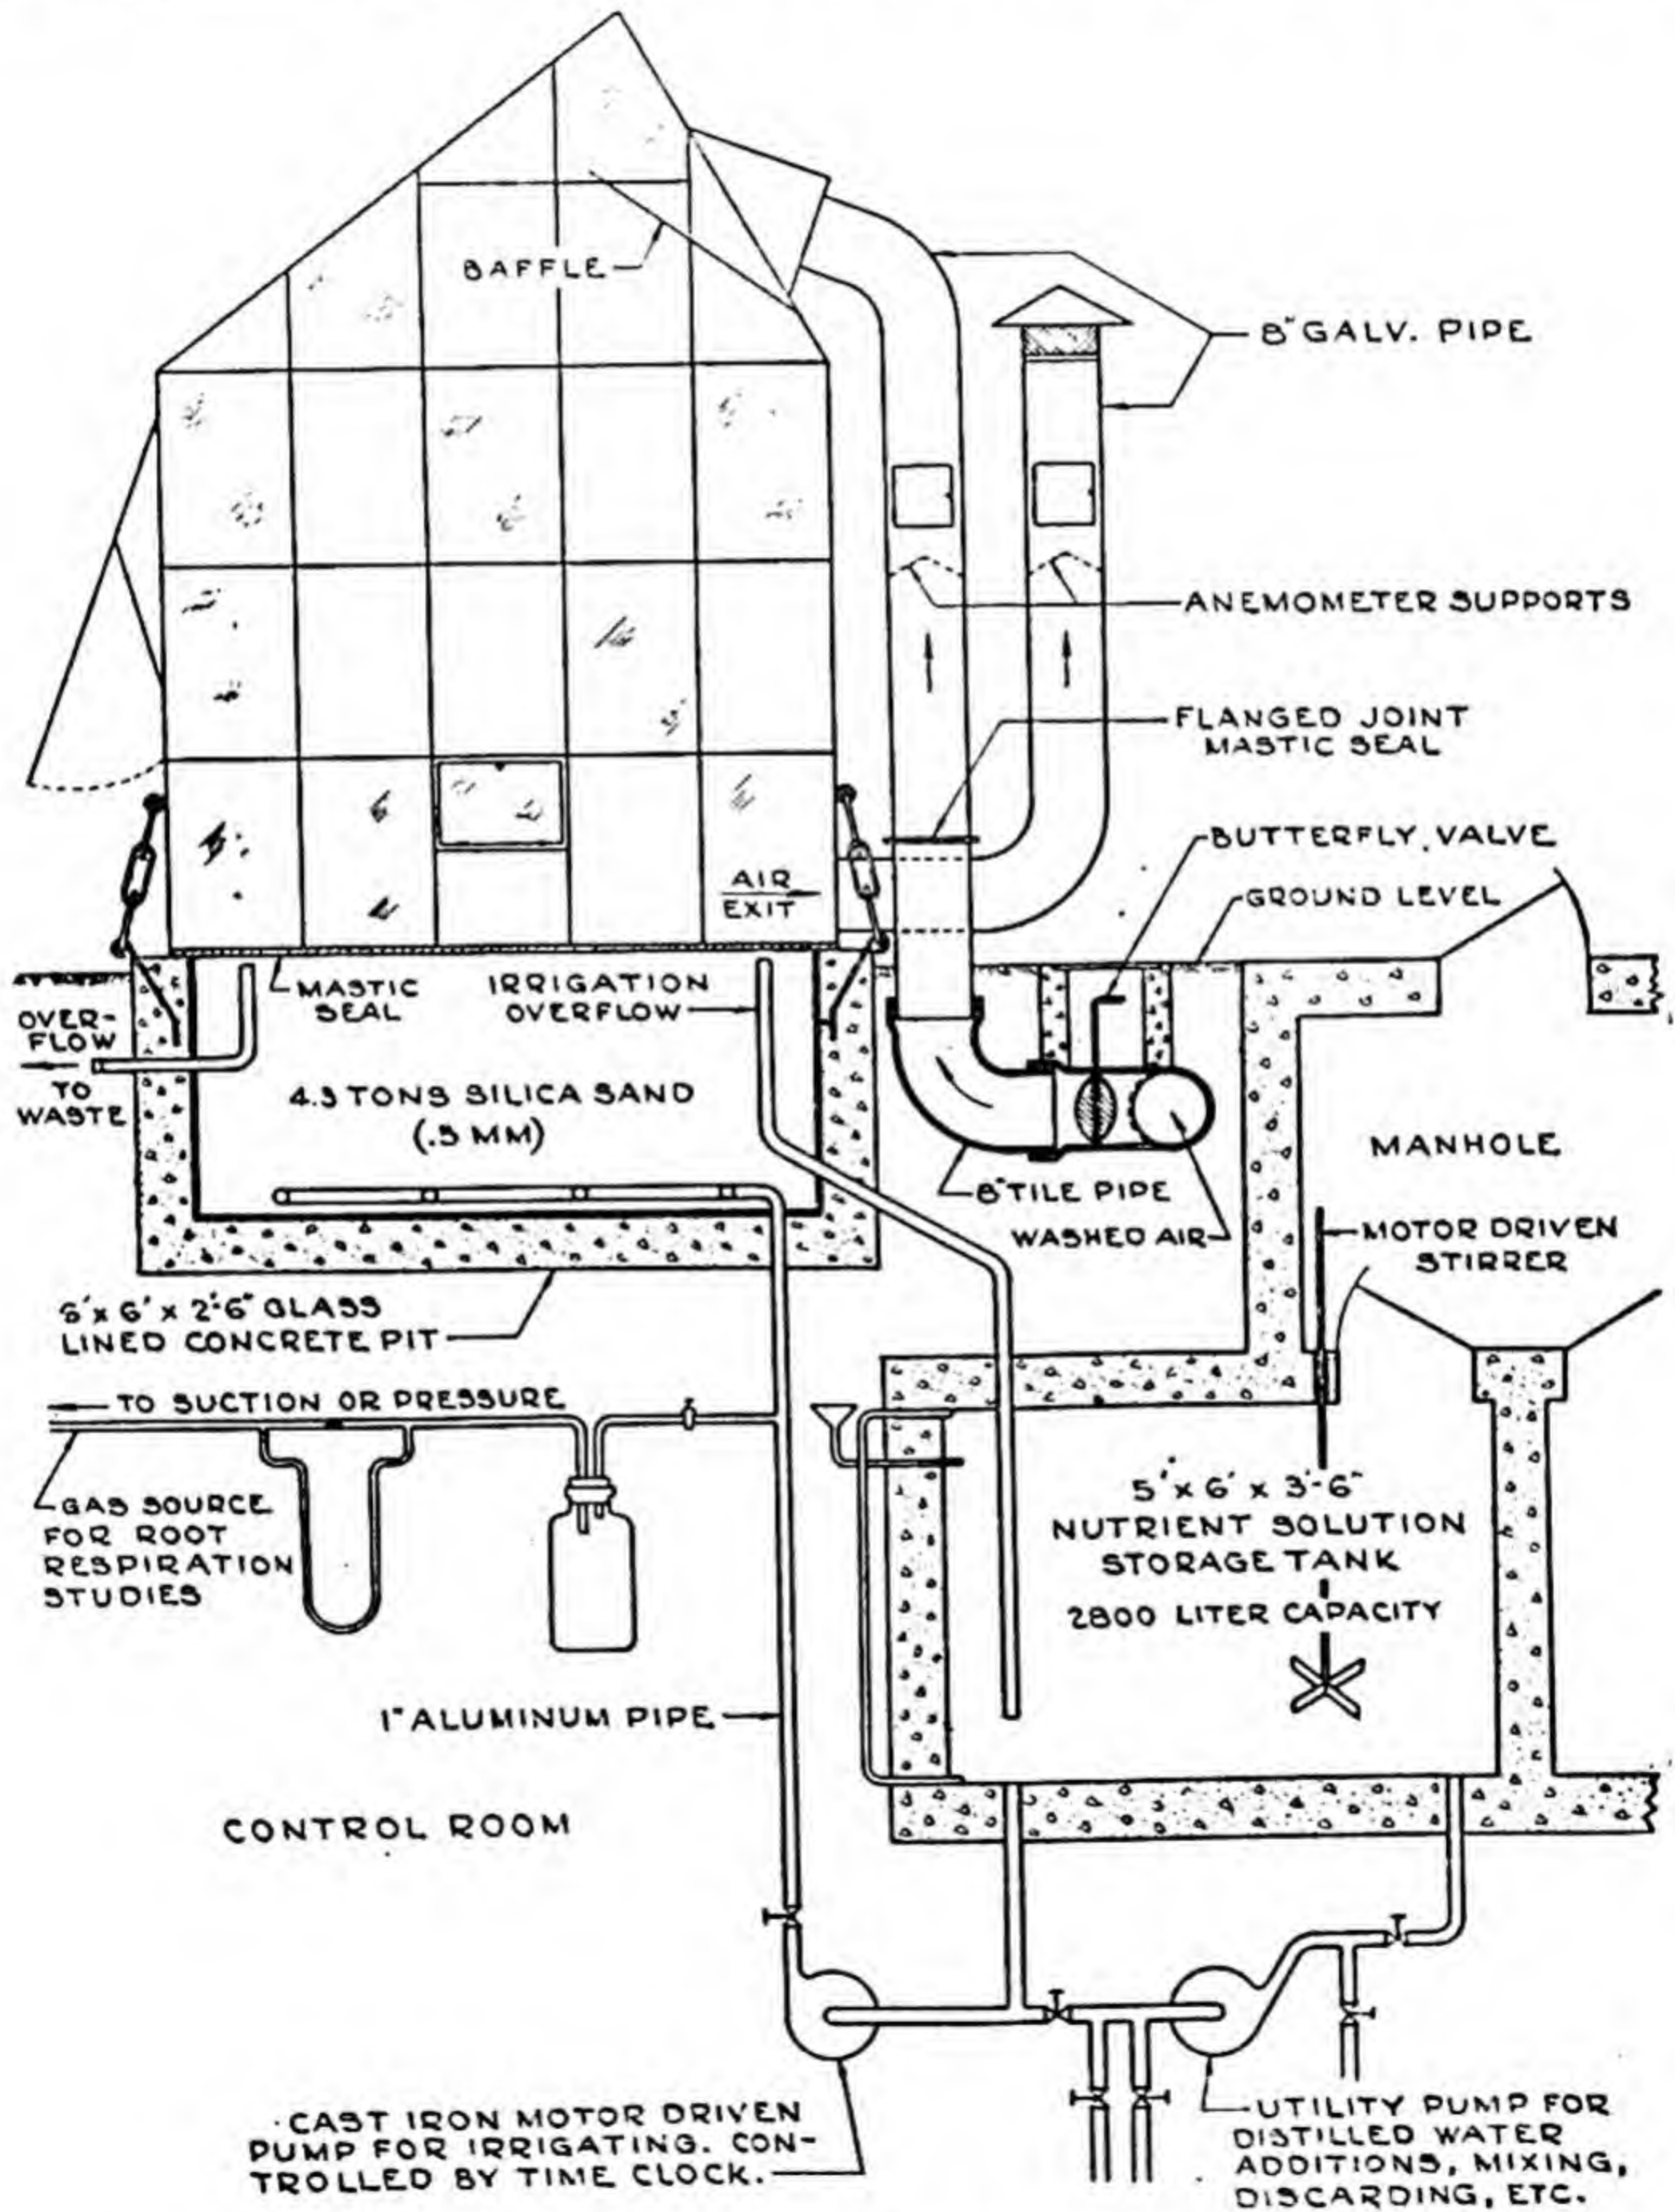 BAFFLE
8" GALV. PIPE
ANEMOMETER SUPPORTS
FLANGED JOINT
MASTIC SEAL
BUTTERFLY VALVE
GROUND LEVEL
AIR
EXIT
MASTIC
SEAL
IRRIGATION
OVERFLOW
OVER-
FLOW
TO
WASTE
TONS SILICA SAND
(.5 MM)
MANHOLE
8" TILE PIPE
WASHED AIR
MOTOR DRIVEN
STIRRER
6' x 6' x 2'-6" GLASS
LINED CONCRETE PIT
TO SUCTION OR PRESSURE
GAS SOURCE
FOR ROOT
RESPIRATION
STUDIES
5' x 6' x 3'-6"
NUTRIENT SOLUTION
STORAGE TANK
2800 LITER CAPACITY
1" ALUMINUM PIPE
CONTROL ROOM
CAST IRON MOTOR DRIVEN
PUMP FOR IRRIGATING. CON-
TROLLED BY TIME CLOCK.
UTILITY PUMP FOR
DISTILLED WATER
ADDITIONS, MIXING,
DISCARDING, ETC.